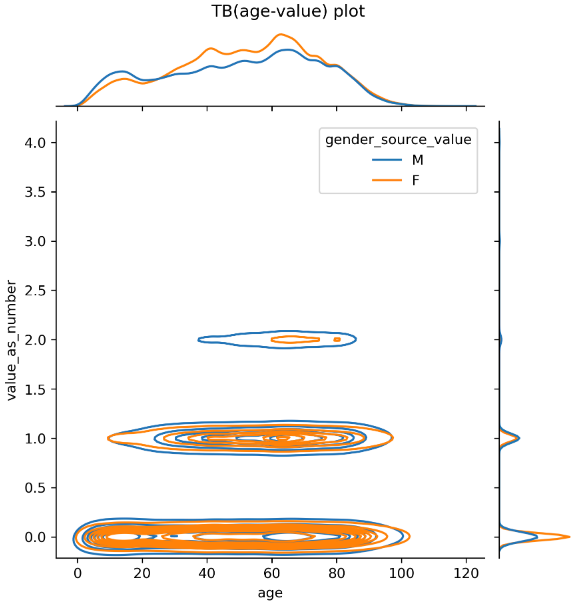 TB(age-value) plot
gender_source_value
M
F
value_as_number
4.0
3.5
3.0
2.5
2.0
1.5
1.0
0.5
0.0
0 20 40 60 80 100 120
age